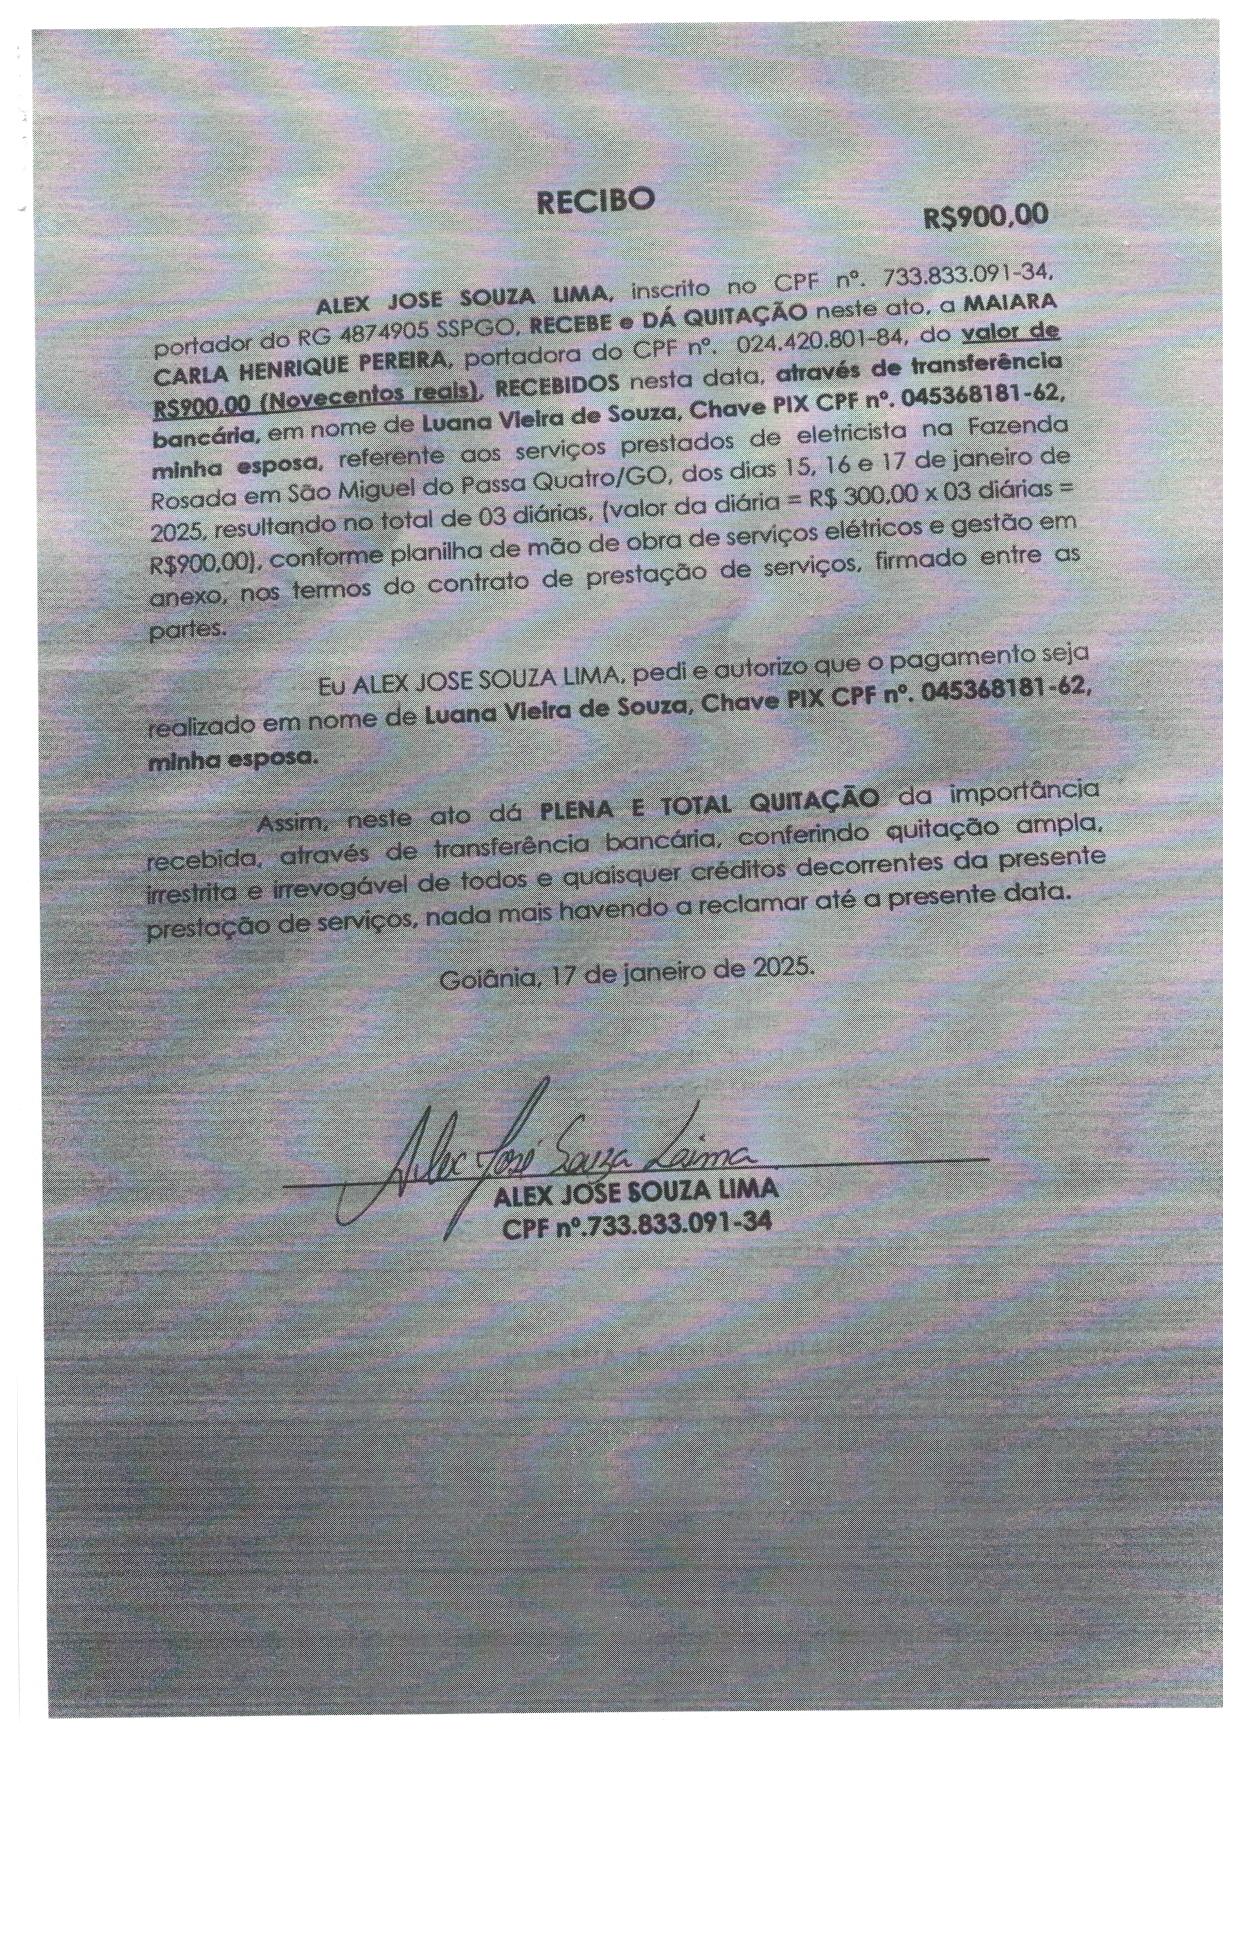 RECIBO
R$900,00
ALEX JOSE SOUZA LIMA, inscrito no CPF nº. 733.833.091-34,
portador do RG 4874905 SSPGO, RECEBE e DÁ QUITAÇÃO neste ato, a MAIARA
CARLA HENRIQUE PEREIRA, portadora do CPF nº. 024.420.801-84, do valor de
R$900,00 (Novecentos reais), RECEBIDOS nesta data, através de transferência
bancária, em nome de Luana Vieira de Souza, Chave PIX CPF nº. 045368181-62,
minha esposa, referente aos serviços prestados de eletricista na Fazenda
Rosada em São Miguel do Passa Quatro/GO, dos dias 15, 16 e 17 de janeiro de
2025, resultando no total de 03 diárias, (valor da diária = R$ 300,00 x 03 diárias =
R$900,00), conforme planilha de mão de obra de serviços elétricos e gestão em
anexo, nos termos do contrato de prestação de serviços, firmado entre as
partes.
Eu ALEX JOSE SOUZA LIMA, pedi e autorizo que o pagamento seja
realizado em nome de Luana Vieira de Souza, Chave PIX CPF nº. 045368181-62,
minha esposa.
Assim, neste ato dá PLENA E TOTAL QUITAÇÃO da importância
recebida, através de transferência bancária, conferindo quitação ampla,
irrestrita e irrevogável de todos e quaisquer créditos decorrentes da presente
prestação de serviços, nada mais havendo a reclamar até a presente data.
Goiânia, 17 de janeiro de 2025.
Alex José Souza Lima
ALEX JOSE SOUZA LIMA
CPF nº.733.833.091-34